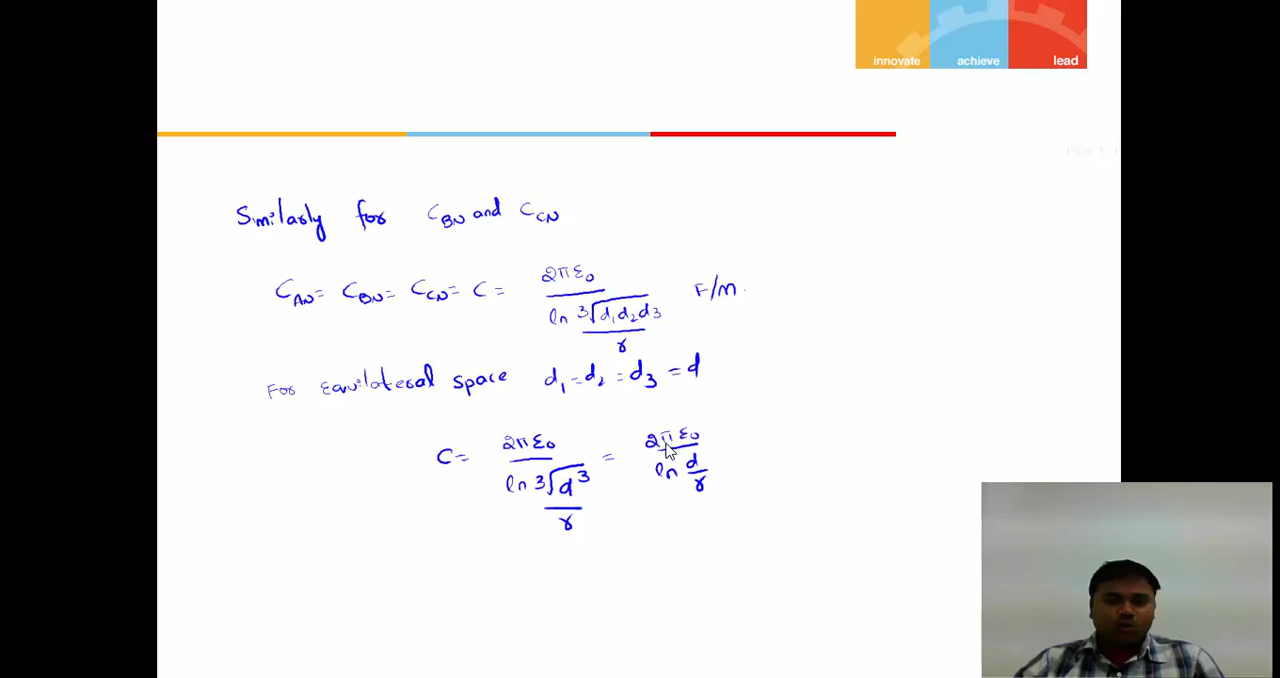 innovate achieve lead
Similarly for C_BN and C_CN
C_AN = C_BN = C_CN = C = 2πε₀ / ln (∛(d₁d₂d₃) / r) F/m.
For Equilateral space d₁ = d₂ = d₃ = d
C = 2πε₀ / ln (∛(d³) / r) = 2πε₀ / ln (d / r)